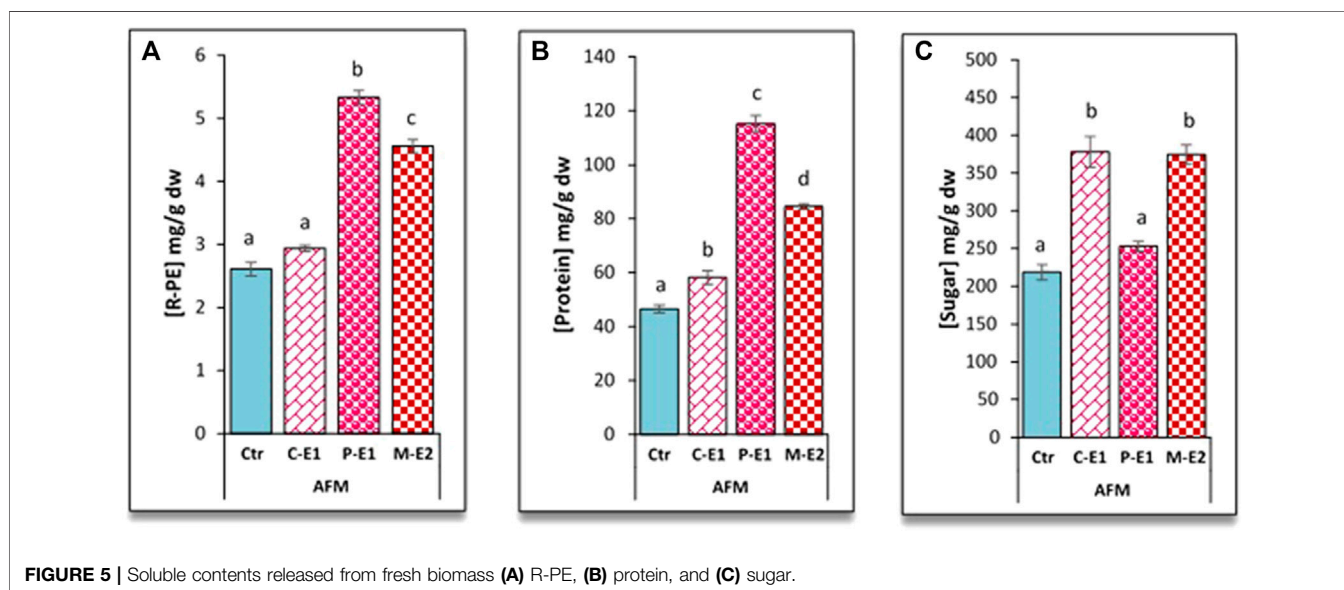 A
[R-PE] mg/g dw
6
5
4
3
2
1
0
a
a
b
c
Ctr C-E1 P-E1 M-E2
AFM
B
[Protein] mg/g dw
140
120
100
80
60
40
20
0
a
b
c
d
Ctr C-E1 P-E1 M-E2
AFM
C
[Sugar] mg/g dw
500
450
400
350
300
250
200
150
100
50
0
a
b
a
b
Ctr C-E1 P-E1 M-E2
AFM
FIGURE 5 | Soluble contents released from fresh biomass (A) R-PE, (B) protein, and (C) sugar.